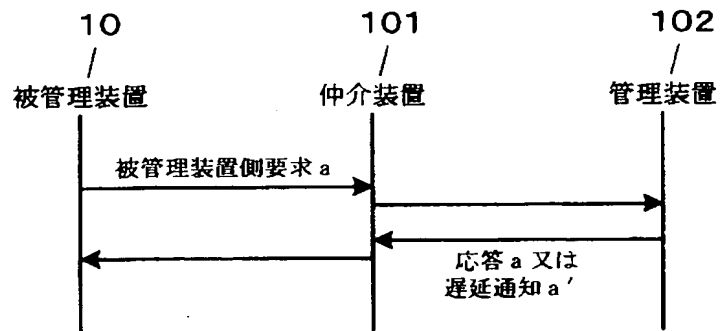 10
101
102
被管理装置
仲介装置
管理装置
被管理装置側要求 a
応答 a 又は
遅延通知 a′